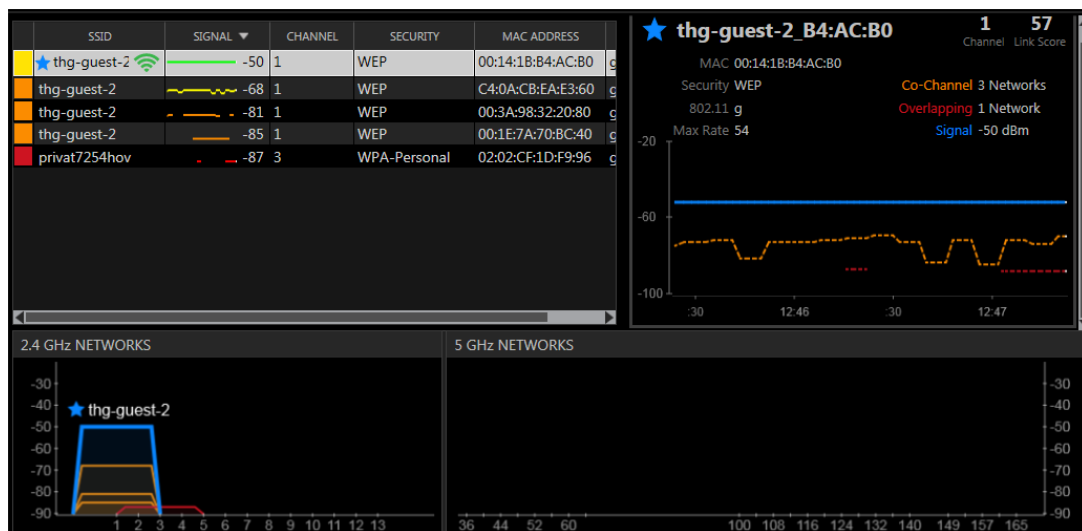 SSID SIGNAL ▼ CHANNEL SECURITY MAC ADDRESS
thg-guest-2 -50 1 WEP 00:14:1B:B4:AC:B0 g
thg-guest-2 -68 1 WEP C4:0A:CB:EA:E3:60 g
thg-guest-2 -81 1 WEP 00:3A:98:32:20:80 g
thg-guest-2 -85 1 WEP 00:1E:7A:70:BC:40 g
privat7254hov -87 3 WPA-Personal 02:02:CF:1D:F9:96 g
thg-guest-2_B4:AC:B0 1 57
Channel Link Score
MAC 00:14:1B:B4:AC:B0
Security WEP Co-Channel 3 Networks
802.11 g Overlapping 1 Network
Max Rate 54 Signal -50 dBm
-20
-60
-100
:30 12:46 :30 12:47
2.4 GHz NETWORKS
-30
-40
thg-guest-2
-50
-60
-70
-80
-90
1 2 3 4 5 6 7 8 9 10 11 12 13
5 GHz NETWORKS
-30
-40
-50
-60
-70
-80
-90
36 44 52 60 100 108 116 124 132 140 149 157 165